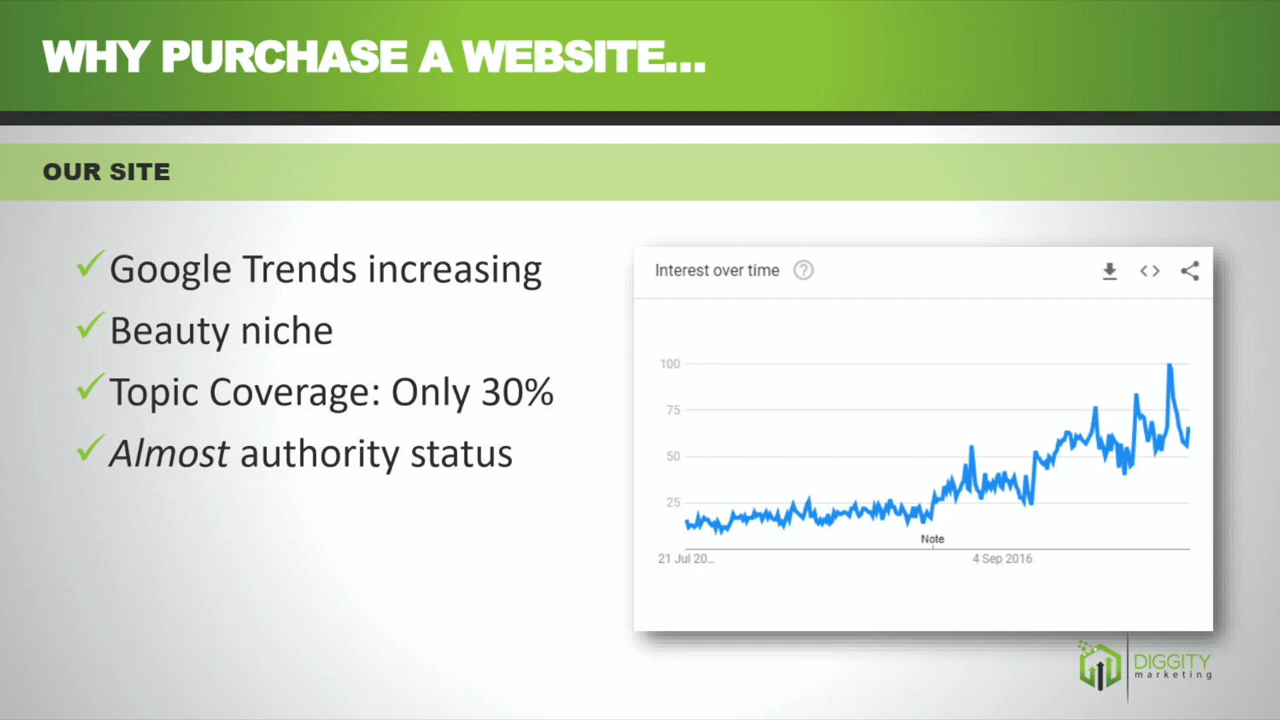 WHY PURCHASE A WEBSITE...
OUR SITE
Google Trends increasing
Beauty niche
Topic Coverage: Only 30%
Almost authority status
Interest over time ?
100
75
50
25
Note
21 Jul 20...
4 Sep 2016
DIGGITY
marketing